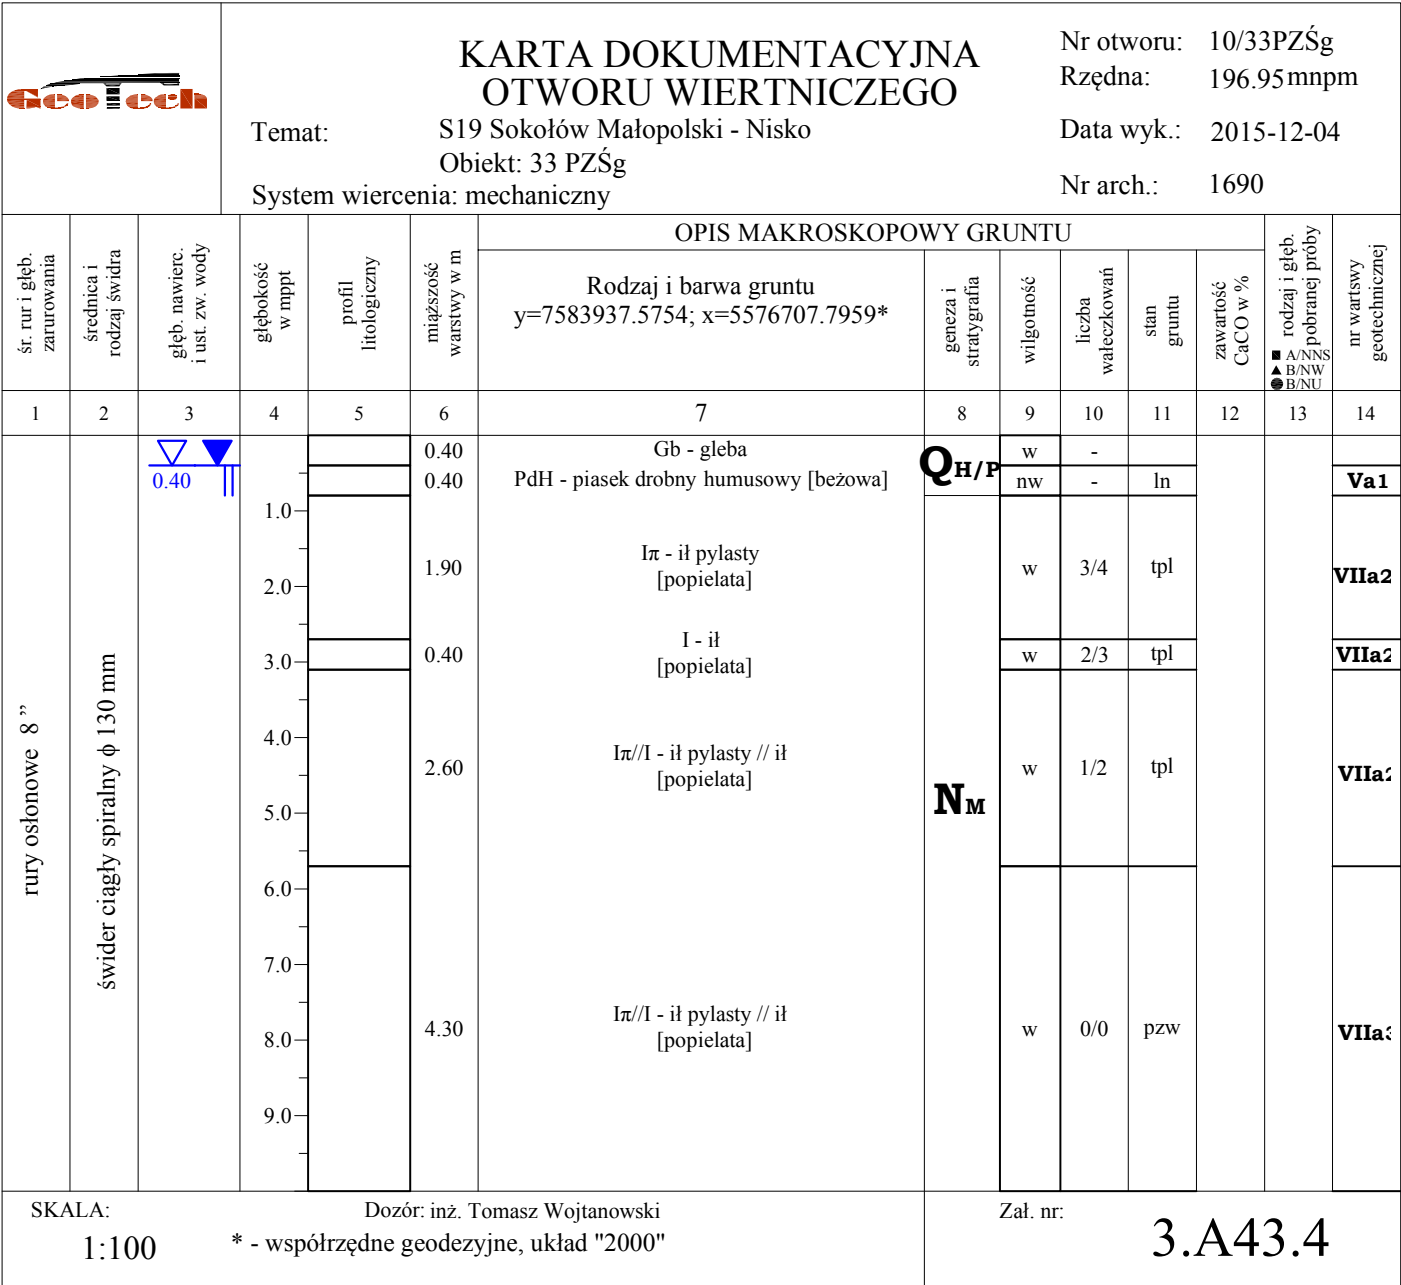 GeoTech
KARTA DOKUMENTACYJNA
OTWORU WIERTNICZEGO
Temat: S19 Sokołów Małopolski - Nisko
Obiekt: 33 PZŚg
System wiercenia: mechaniczny
Nr otworu: 10/33PZŚg
Rzędna: 196.95mnpm
Data wyk.: 2015-12-04
Nr arch.: 1690
śr. rur i głęb.
zarurowania
średnica i
rodzaj świdra
głęb. nawierc.
i ust. zw. wody
głębokość
w mppt
profil
litologiczny
miąższość
warstwy w m
OPIS MAKROSKOPOWY GRUNTU
Rodzaj i barwa gruntu
y=7583937.5754; x=5576707.7959*
geneza i
stratygrafia
wilgotność
liczba
wałeczkowań
stan
gruntu
zawartość
CaCO w %
rodzaj i głęb.
pobranej próby
A/NNS
B/NW
B/NU
nr wartswy
geotechnicznej
1 2 3 4 5 6 7 8 9 10 11 12 13 14
rury osłonowe 8 ”
świder ciągły spiralny ϕ 130 mm
0.40
1.0
2.0
3.0
4.0
5.0
6.0
7.0
8.0
9.0
0.40 Gb - gleba w -
0.40 PdH - piasek drobny humusowy [beżowa] nw - ln Va1
QH/P
1.90 Iπ - ił pylasty w 3/4 tpl VIIa2
[popielata]
0.40 I - ił w 2/3 tpl VIIa2
[popielata]
2.60 Iπ//I - ił pylasty // ił w 1/2 tpl VIIa2
[popielata]
NM
4.30 Iπ//I - ił pylasty // ił w 0/0 pzw VIIa3
[popielata]
SKALA:
1:100
Dozór: inż. Tomasz Wojtanowski
* - współrzędne geodezyjne, układ "2000"
Zał. nr:
3.A43.4